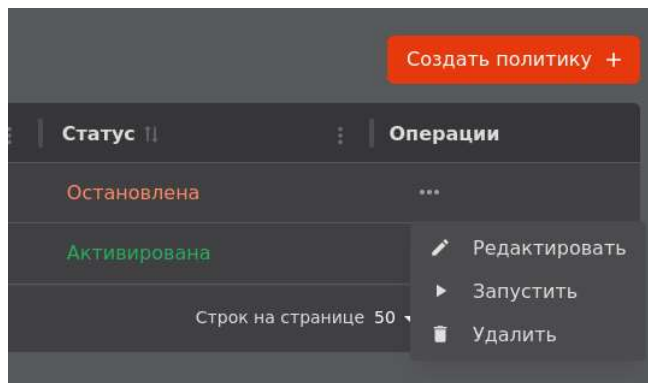 Создать политику +
Статус Операции
Остановлена
Активирована
Редактировать
Запустить
Строк на странице 50
Удалить